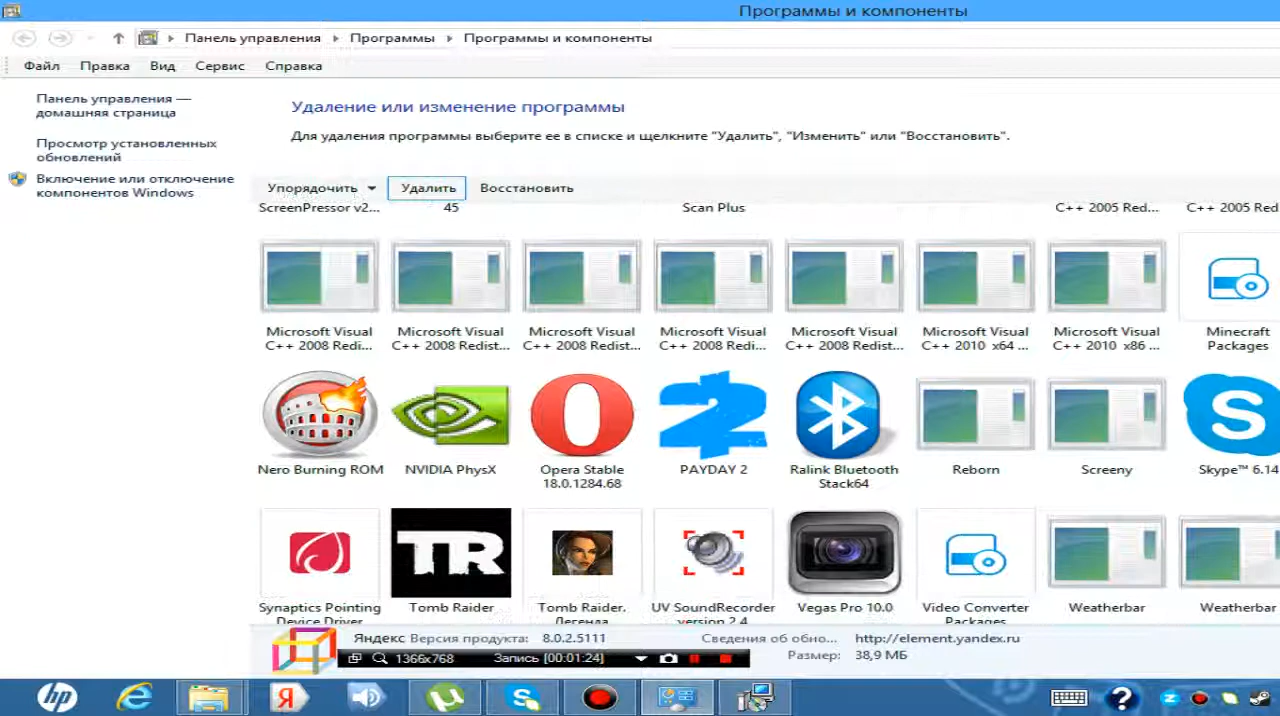 Программы и компоненты
Панель управления ▸ Программы ▸ Программы и компоненты
Файл Правка Вид Сервис Справка
Панель управления —
домашняя страница
Просмотр установленных
обновлений
Включение или отключение
компонентов Windows
Удаление или изменение программы
Для удаления программы выберите ее в списке и щелкните "Удалить", "Изменить" или "Восстановить".
Упорядочить Удалить Восстановить
ScreenPressor v2... 45 Scan Plus C++ 2005 Red... C++ 2005 Red
Microsoft Visual Microsoft Visual Microsoft Visual Microsoft Visual Microsoft Visual Microsoft Visual Microsoft Visual Minecraft
C++ 2008 Redi... C++ 2008 Redist... C++ 2008 Redist... C++ 2008 Redi... C++ 2008 Redist... C++ 2010 x64 ... C++ 2010 x86 ... Packages
Nero Burning ROM NVIDIA PhysX Opera Stable PAYDAY 2 Ralink Bluetooth Reborn Screeny Skype™ 6.14
18.0.1284.68 Stack64
TR
Synaptics Pointing Tomb Raider Tomb Raider. UV SoundRecorder Vegas Pro 10.0 Video Converter Weatherbar Weatherbar
Device Driver Легенда version 2.4 Packages
Яндекс Версия продукта: 8.0.2.5111 Сведения об обно... http://element.yandex.ru
Размер: 38,9 МБ
1366x768 Запись [00:01:24]
hp Я